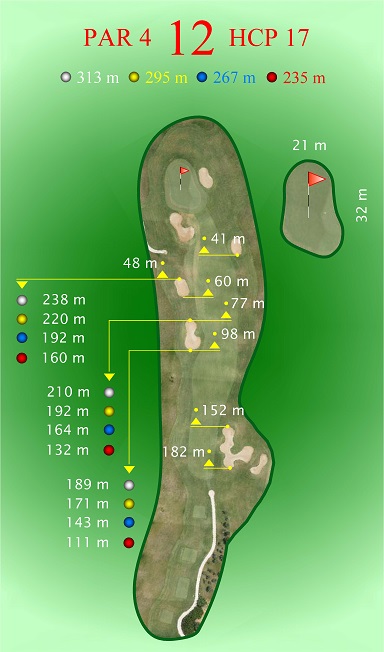 PAR 4 12 HCP 17
313 m 295 m 267 m 235 m
21 m
32 m
41 m
48 m
60 m
77 m
98 m
238 m
220 m
192 m
160 m
210 m
192 m
164 m
132 m
152 m
182 m
189 m
171 m
143 m
111 m